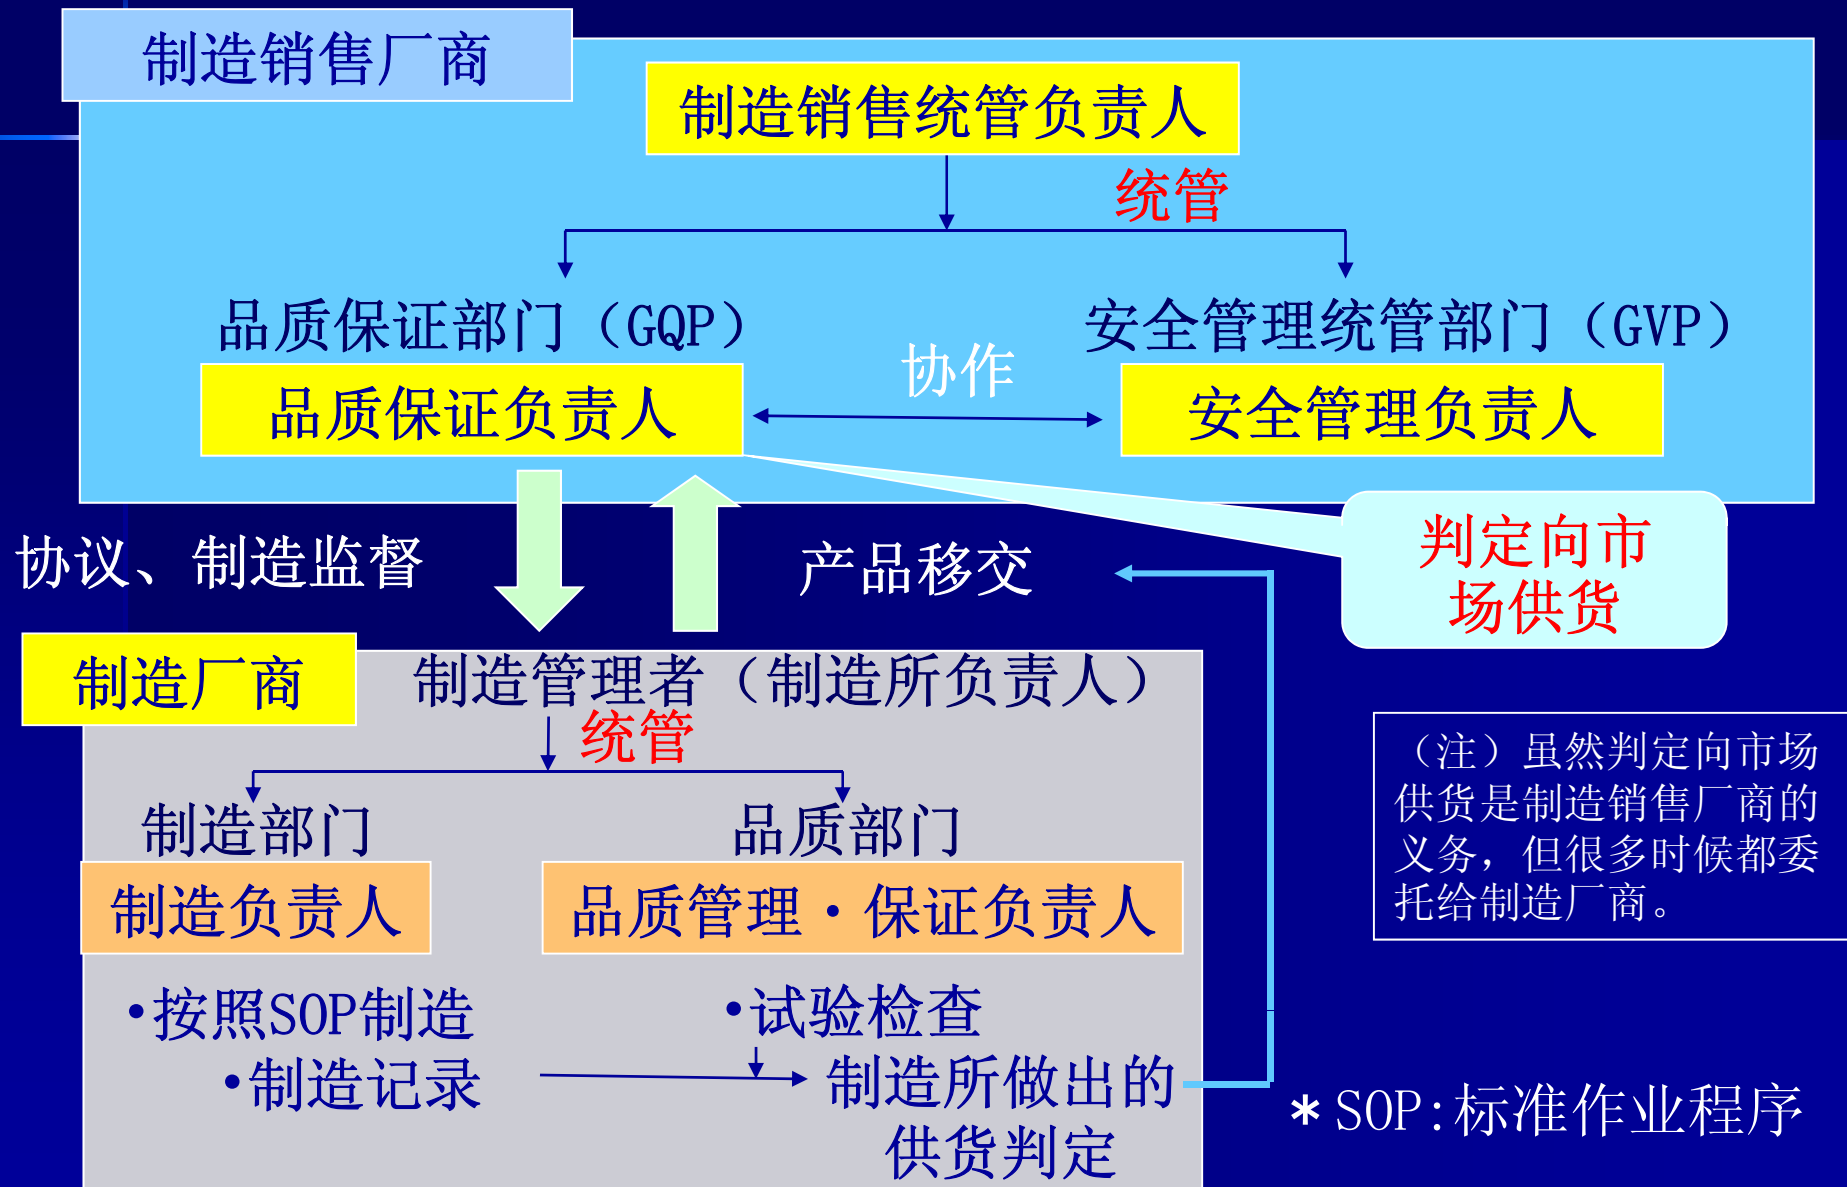 制造销售厂商
制造销售统管负责人
统管
品质保证部门（GQP）
安全管理统管部门（GVP）
协作
品质保证负责人
安全管理负责人
判定向市
场供货
协议、制造监督
产品移交
制造厂商
制造管理者（制造所负责人）
统管
（注）虽然判定向市场
供货是制造销售厂商的
义务，但很多时候都委
托给制造厂商。
制造部门
品质部门
制造负责人
品质管理·保证负责人
•按照SOP制造
•试验检查
•制造记录
制造所做出的
供货判定
*SOP:标准作业程序